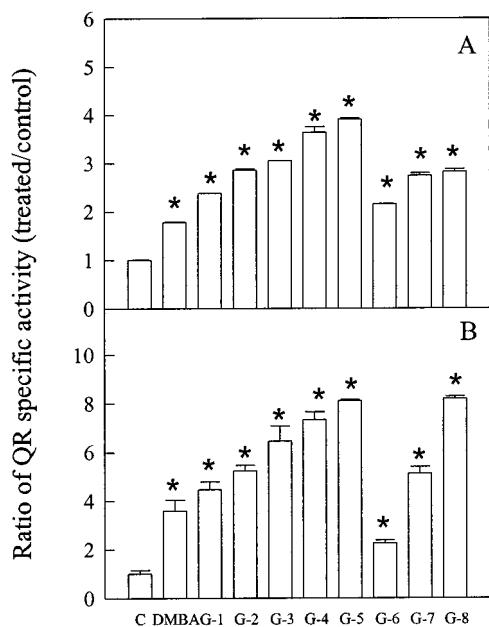 Ratio of QR specific activity (treated/control)
A
6
5
4
3
2
1
0
* * * * * * * * *
B
10
8
6
4
2
0
* * * * * * * * *
C DMBA G-1 G-2 G-3 G-4 G-5 G-6 G-7 G-8